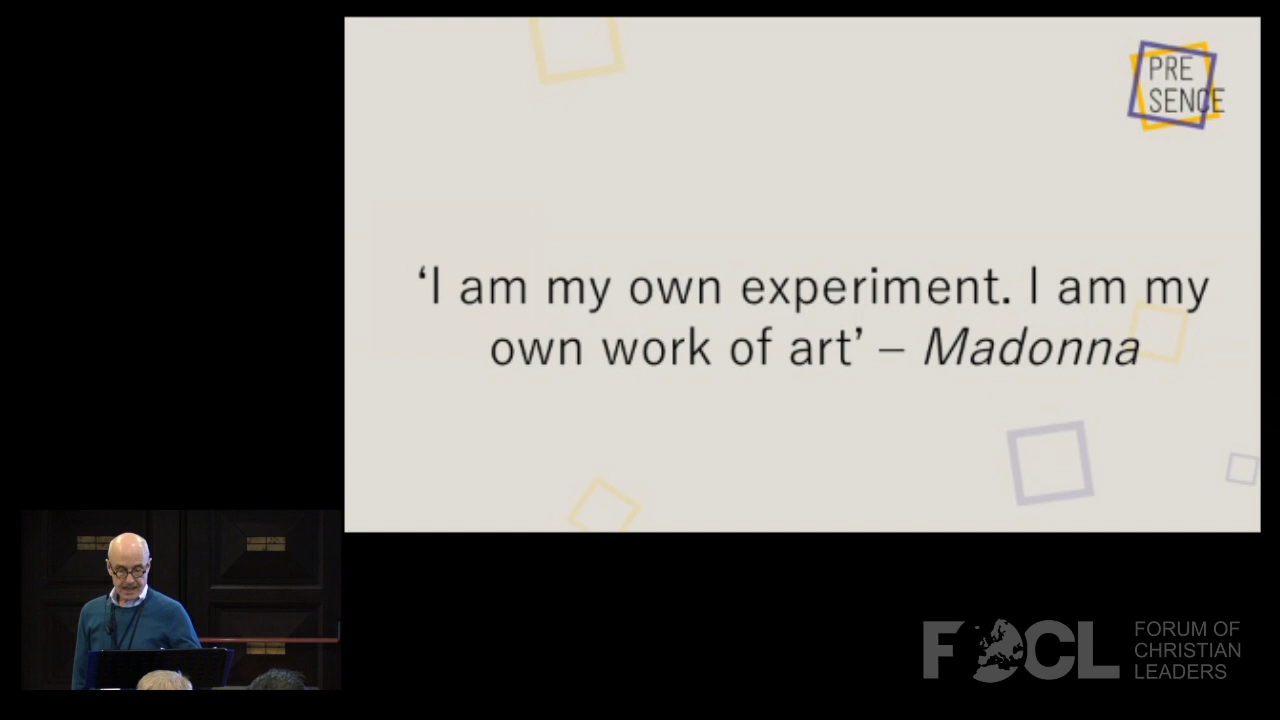 PRE
SENCE
‘I am my own experiment. I am my
own work of art’ – Madonna
FOCL
FORUM OF
CHRISTIAN
LEADERS